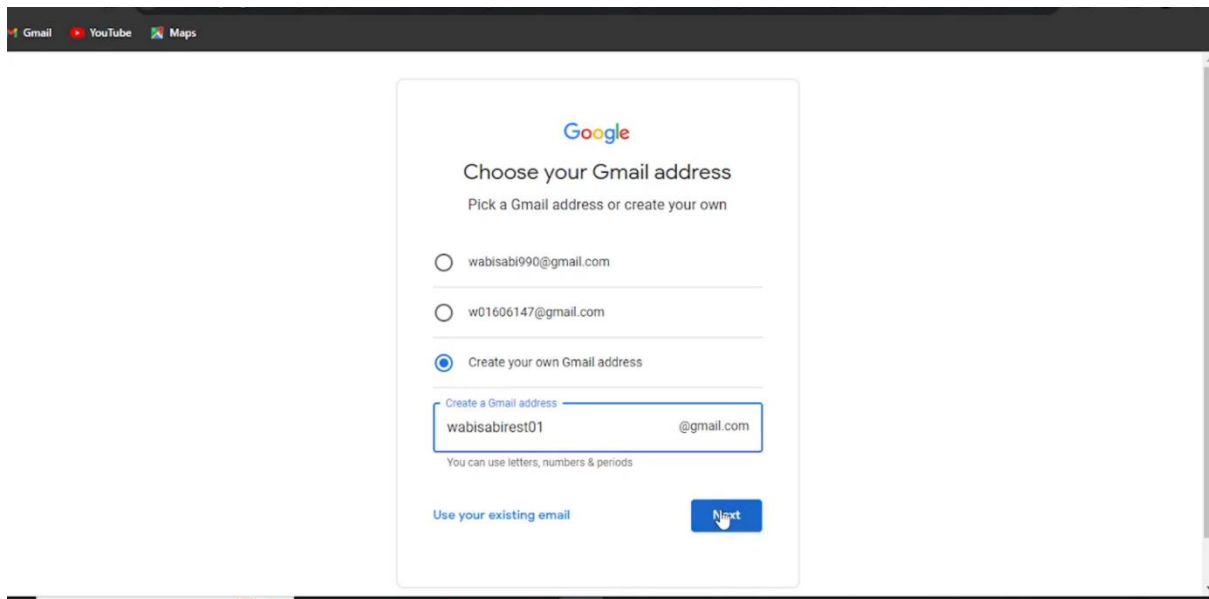 Gmail YouTube Maps
Google
Choose your Gmail address
Pick a Gmail address or create your own
wabisabi990@gmail.com
w01606147@gmail.com
Create your own Gmail address
Create a Gmail address
wabisabirest01 @gmail.com
You can use letters, numbers & periods
Use your existing email Next